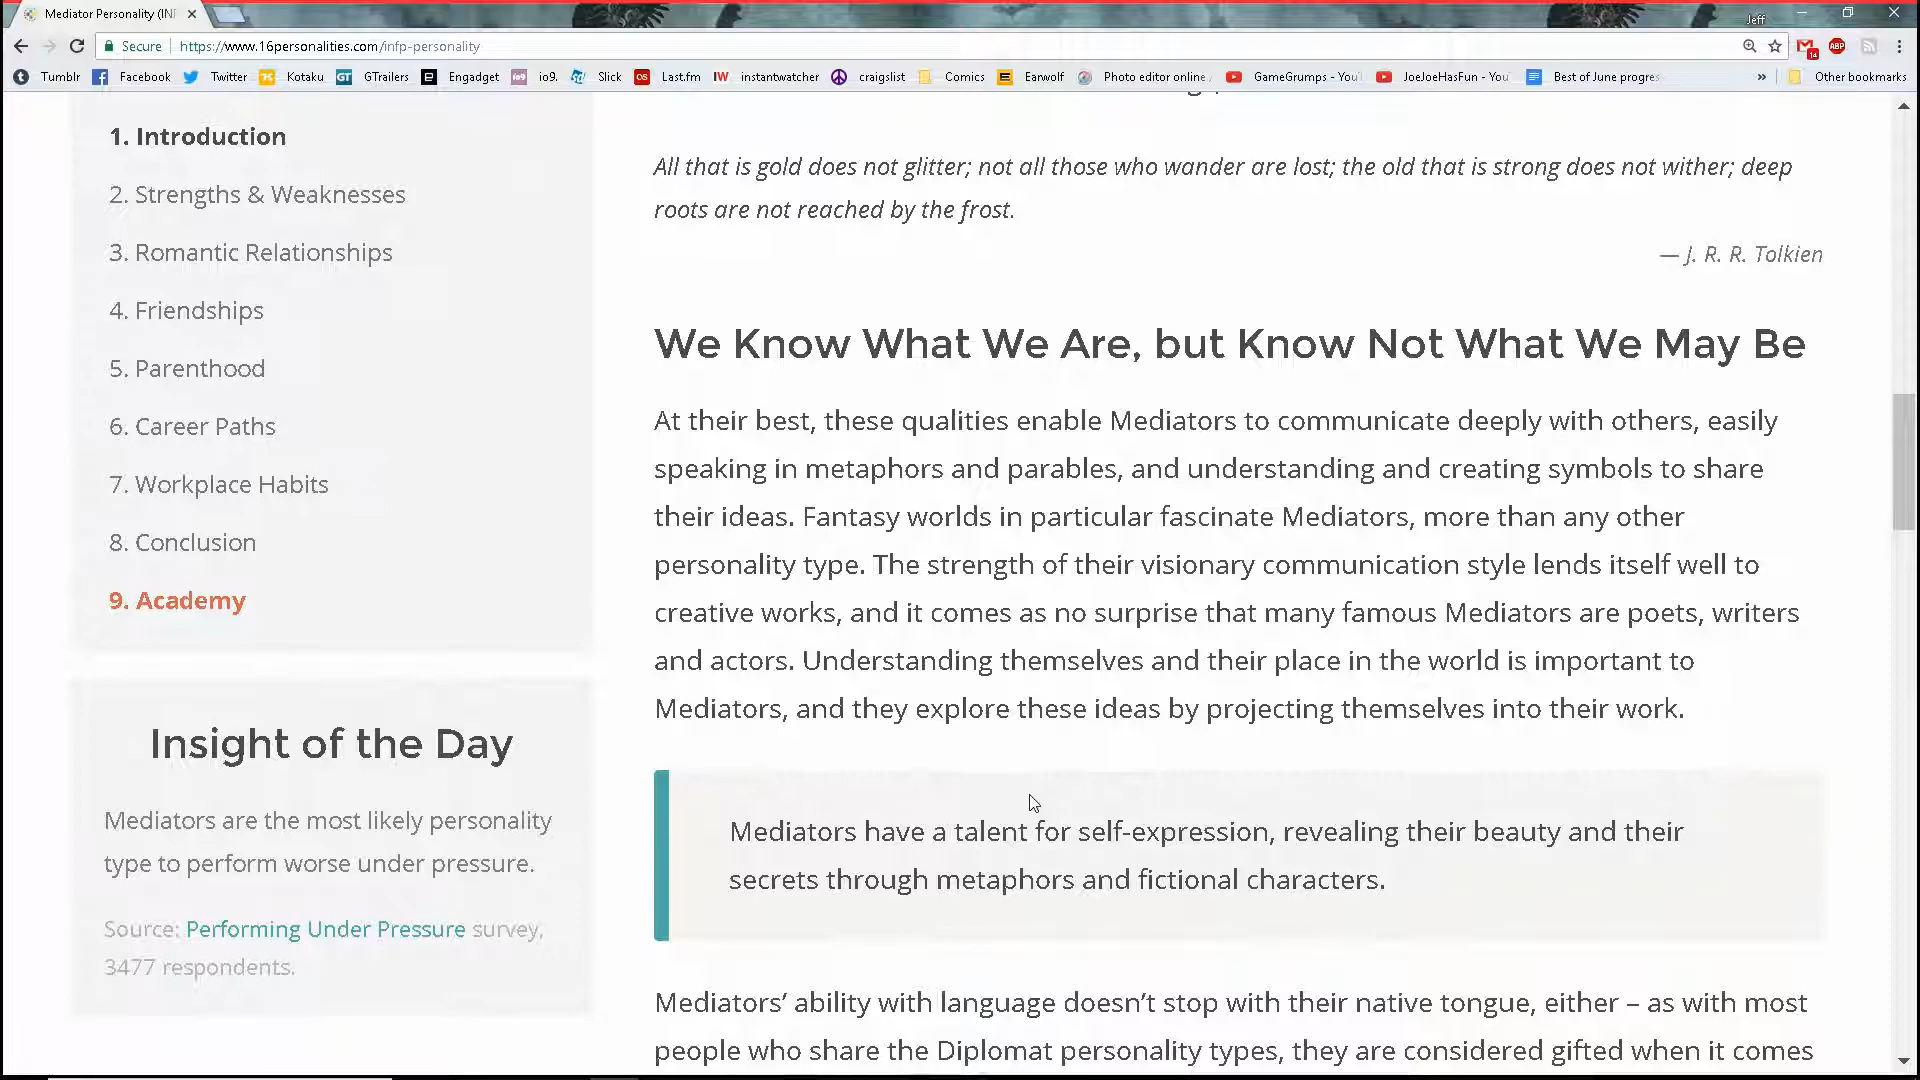 Mediator Personality (INF
Jeff
Secure https://www.16personalities.com/infp-personality
14 ABP
Tumblr Facebook Twitter Kotaku GTrailers Engadget io9. Slick Last.fm instantwatcher craigslist Comics Earwolf Photo editor online GameGrumps - You JoeJoeHasFun - You Best of June progre » Other bookmarks
1. Introduction
2. Strengths & Weaknesses
3. Romantic Relationships
4. Friendships
5. Parenthood
6. Career Paths
7. Workplace Habits
8. Conclusion
9. Academy
Insight of the Day
Mediators are the most likely personality
type to perform worse under pressure.
Source: Performing Under Pressure survey,
3477 respondents.
All that is gold does not glitter; not all those who wander are lost; the old that is strong does not wither; deep
roots are not reached by the frost.
— J. R. R. Tolkien
We Know What We Are, but Know Not What We May Be
At their best, these qualities enable Mediators to communicate deeply with others, easily
speaking in metaphors and parables, and understanding and creating symbols to share
their ideas. Fantasy worlds in particular fascinate Mediators, more than any other
personality type. The strength of their visionary communication style lends itself well to
creative works, and it comes as no surprise that many famous Mediators are poets, writers
and actors. Understanding themselves and their place in the world is important to
Mediators, and they explore these ideas by projecting themselves into their work.
Mediators have a talent for self-expression, revealing their beauty and their
secrets through metaphors and fictional characters.
Mediators’ ability with language doesn’t stop with their native tongue, either – as with most
people who share the Diplomat personality types, they are considered gifted when it comes